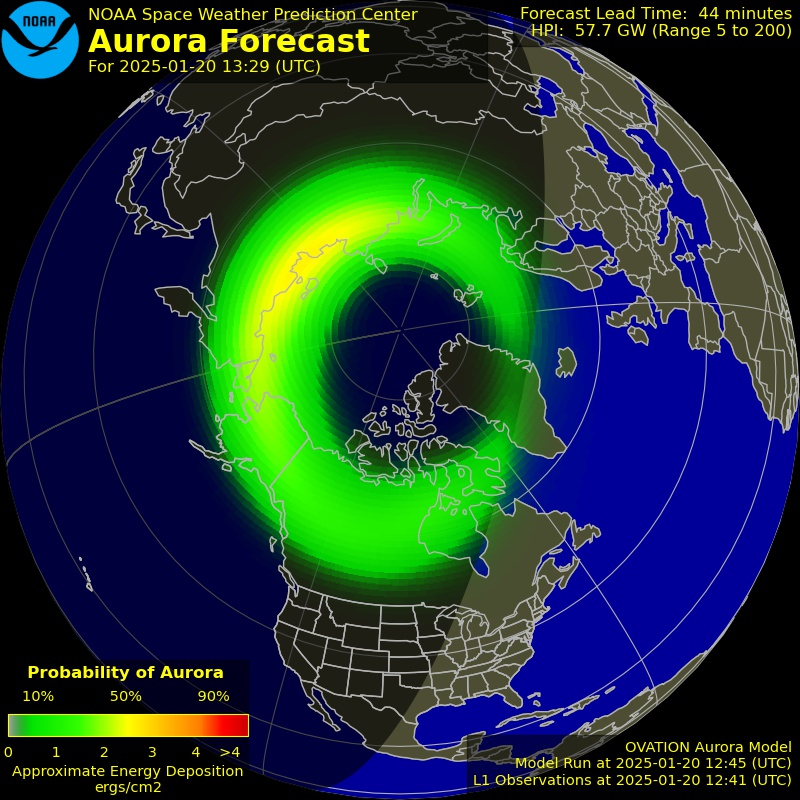 NOAA
NOAA Space Weather Prediction Center
Aurora Forecast
For 2025-01-20 13:29 (UTC)
Forecast Lead Time: 44 minutes
HPI: 57.7 GW (Range 5 to 200)
Probability of Aurora
10% 50% 90%
0 1 2 3 4 >4
Approximate Energy Deposition
ergs/cm2
OVATION Aurora Model
Model Run at 2025-01-20 12:45 (UTC)
L1 Observations at 2025-01-20 12:41 (UTC)